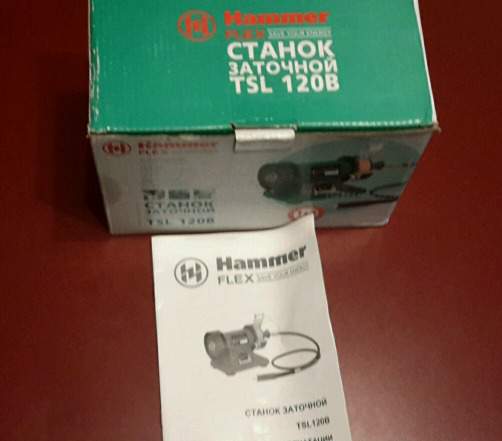 Hammer
FLEX SAVE YOUR ENERGY
СТАНОК
ЗАТОЧНОЙ
TSL 120B
Hammer
FLEX
СТАНОК
ЗАТОЧНОЙ
TSL 120B
Hammer
FLEX SAVE YOUR ENERGY
СТАНОК ЗАТОЧНОЙ
TSL120B